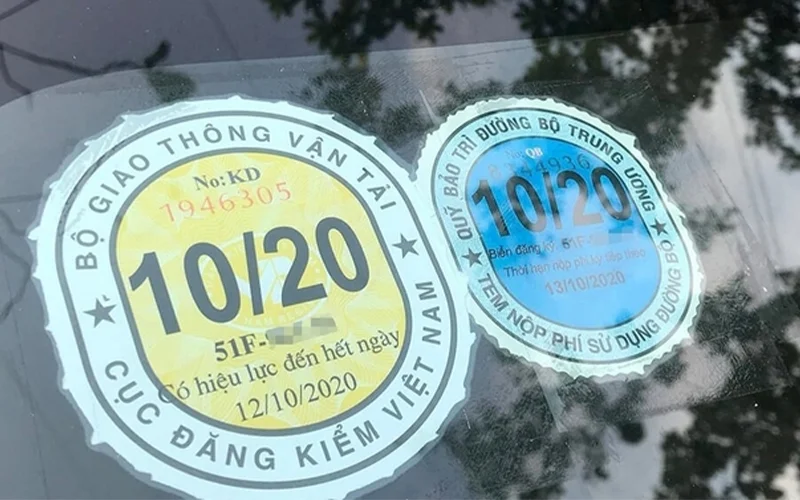 BỘ GIAO THÔNG VẬN TẢI
No:KD
1946305
10/20
51F-
Có hiệu lực đến hết ngày
12/10/2020
CỤC ĐĂNG KIỂM VIỆT NAM
QUỸ BẢO TRÌ ĐƯỜNG BỘ TRUNG ƯƠNG
No: QB
10/20
Biển đăng ký: 51F-
Thời hạn nộp phí kỳ tiếp theo
13/10/2020
TEM NỘP PHÍ SỬ DỤNG ĐƯỜNG BỘ